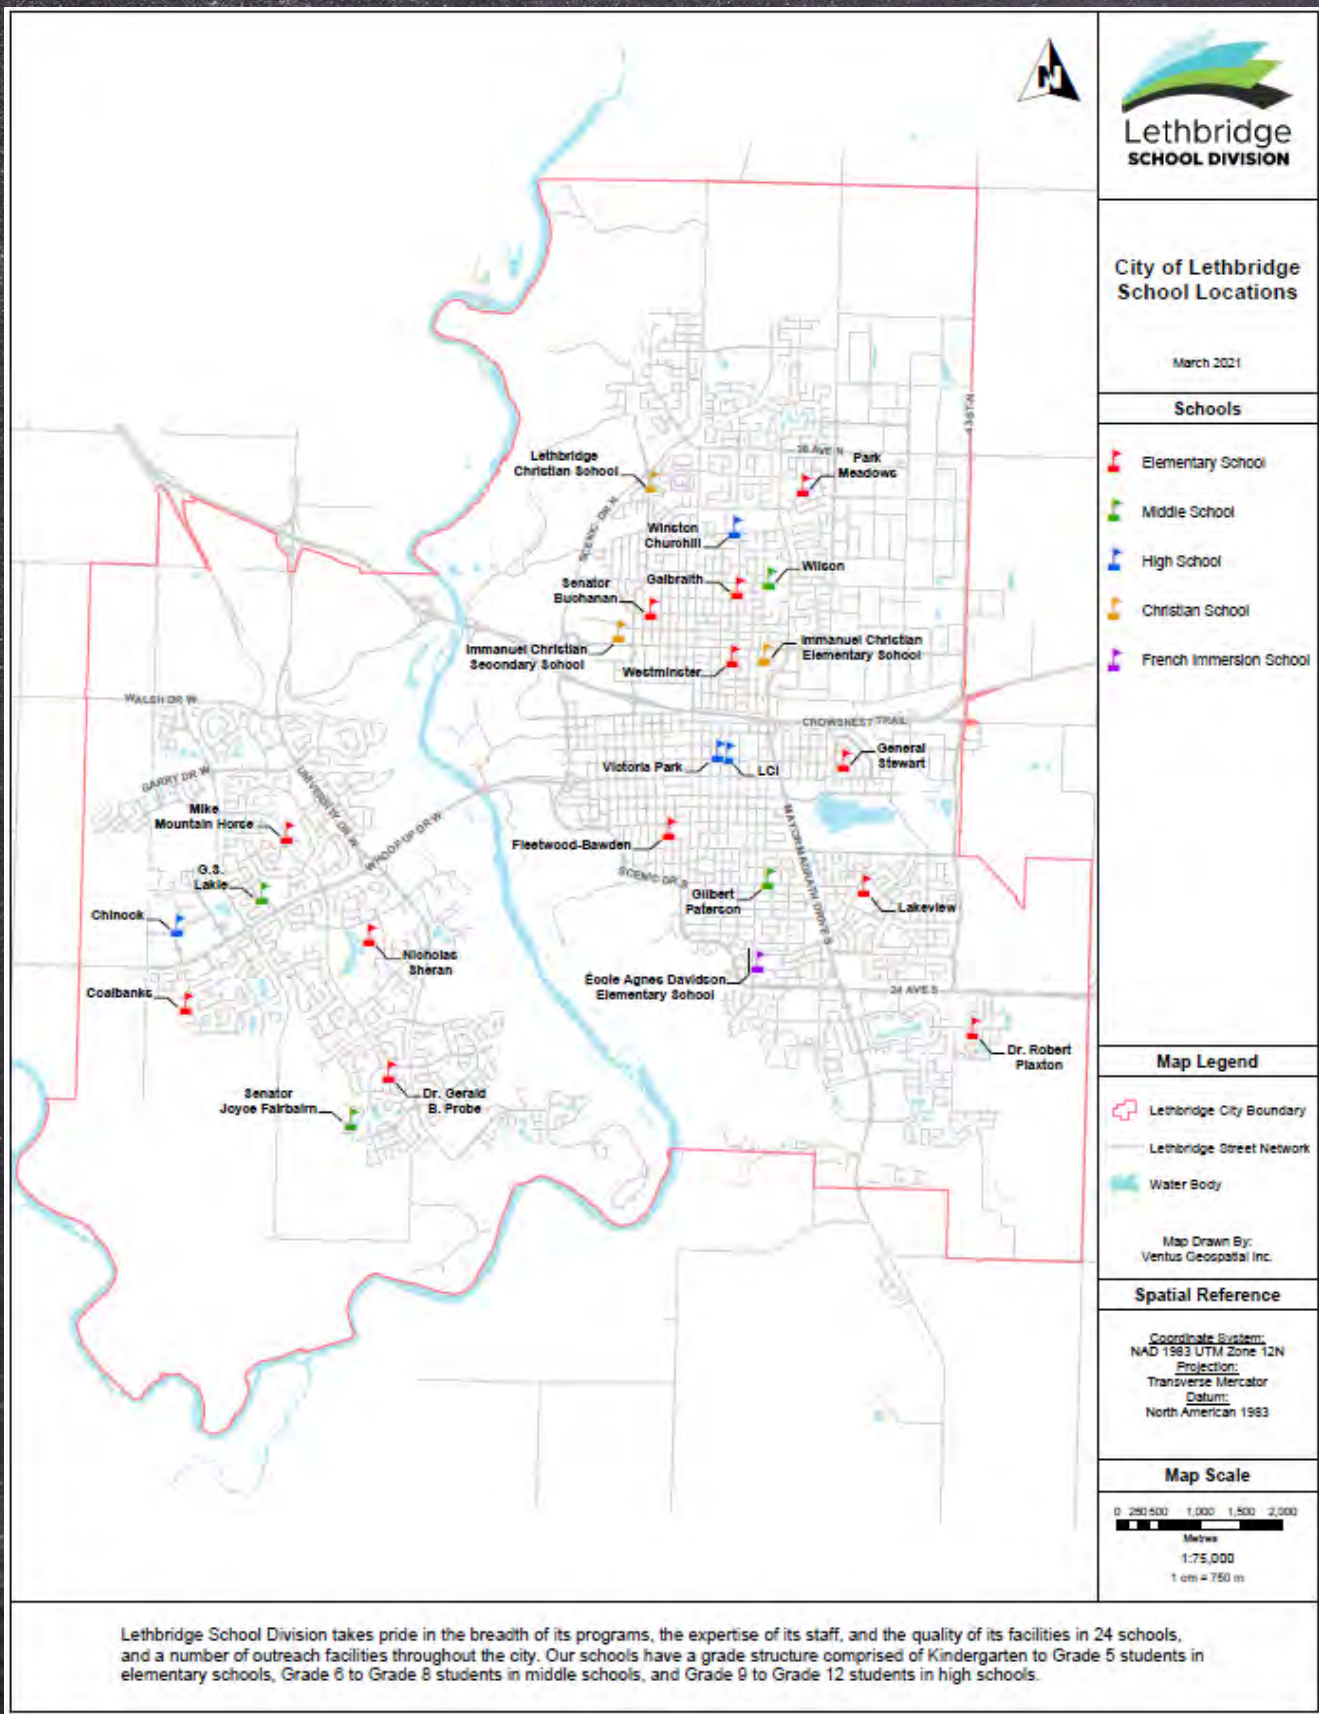 N
Lethbridge
SCHOOL DIVISION
City of Lethbridge
School Locations
March 2021
Schools
Elementary School
Middle School
High School
Christian School
French Immersion School
Map Legend
Lethbridge City Boundary
Lethbridge Street Network
Water Body
Map Drawn By:
Ventus Geospatial Inc.
Spatial Reference
Coordinate System:
NAD 1983 UTM Zone 12N
Projection:
Transverse Mercator
Datum:
North American 1983
Map Scale
0 250 500 1,000 1,500 2,000
Metres
1:75,000
1 cm = 750 m
43 ST N
26 AVE N
Park
Meadows
Lethbridge
Christian School
SCENIC DR N
Winston
Churchill
Wilson
Galbraith
Senator
Buchanan
Immanuel Christian
Secondary School
Immanuel Christian
Elementary School
Westminster
WALSH DR W
CROWSNEST TRAIL
General
Stewart
Victoria Park
LCI
GARRY DR W
UNIVERSITY DR W
Mike
Mountain Horse
WHOOP UP DR W
MAYOR MAGRATH DRIVE S
Fleetwood-Bawden
SCENIC DR S
G.S.
Lakie
Gilbert
Paterson
Lakeview
Chinook
Nicholas
Sheran
École Agnes Davidson
Elementary School
24 AVE S
Coalbanks
Dr. Robert
Plaxton
Senator
Joyce Fairbairn
Dr. Gerald
B. Probe
Lethbridge School Division takes pride in the breadth of its programs, the expertise of its staff, and the quality of its facilities in 24 schools,
and a number of outreach facilities throughout the city. Our schools have a grade structure comprised of Kindergarten to Grade 5 students in
elementary schools, Grade 6 to Grade 8 students in middle schools, and Grade 9 to Grade 12 students in high schools.